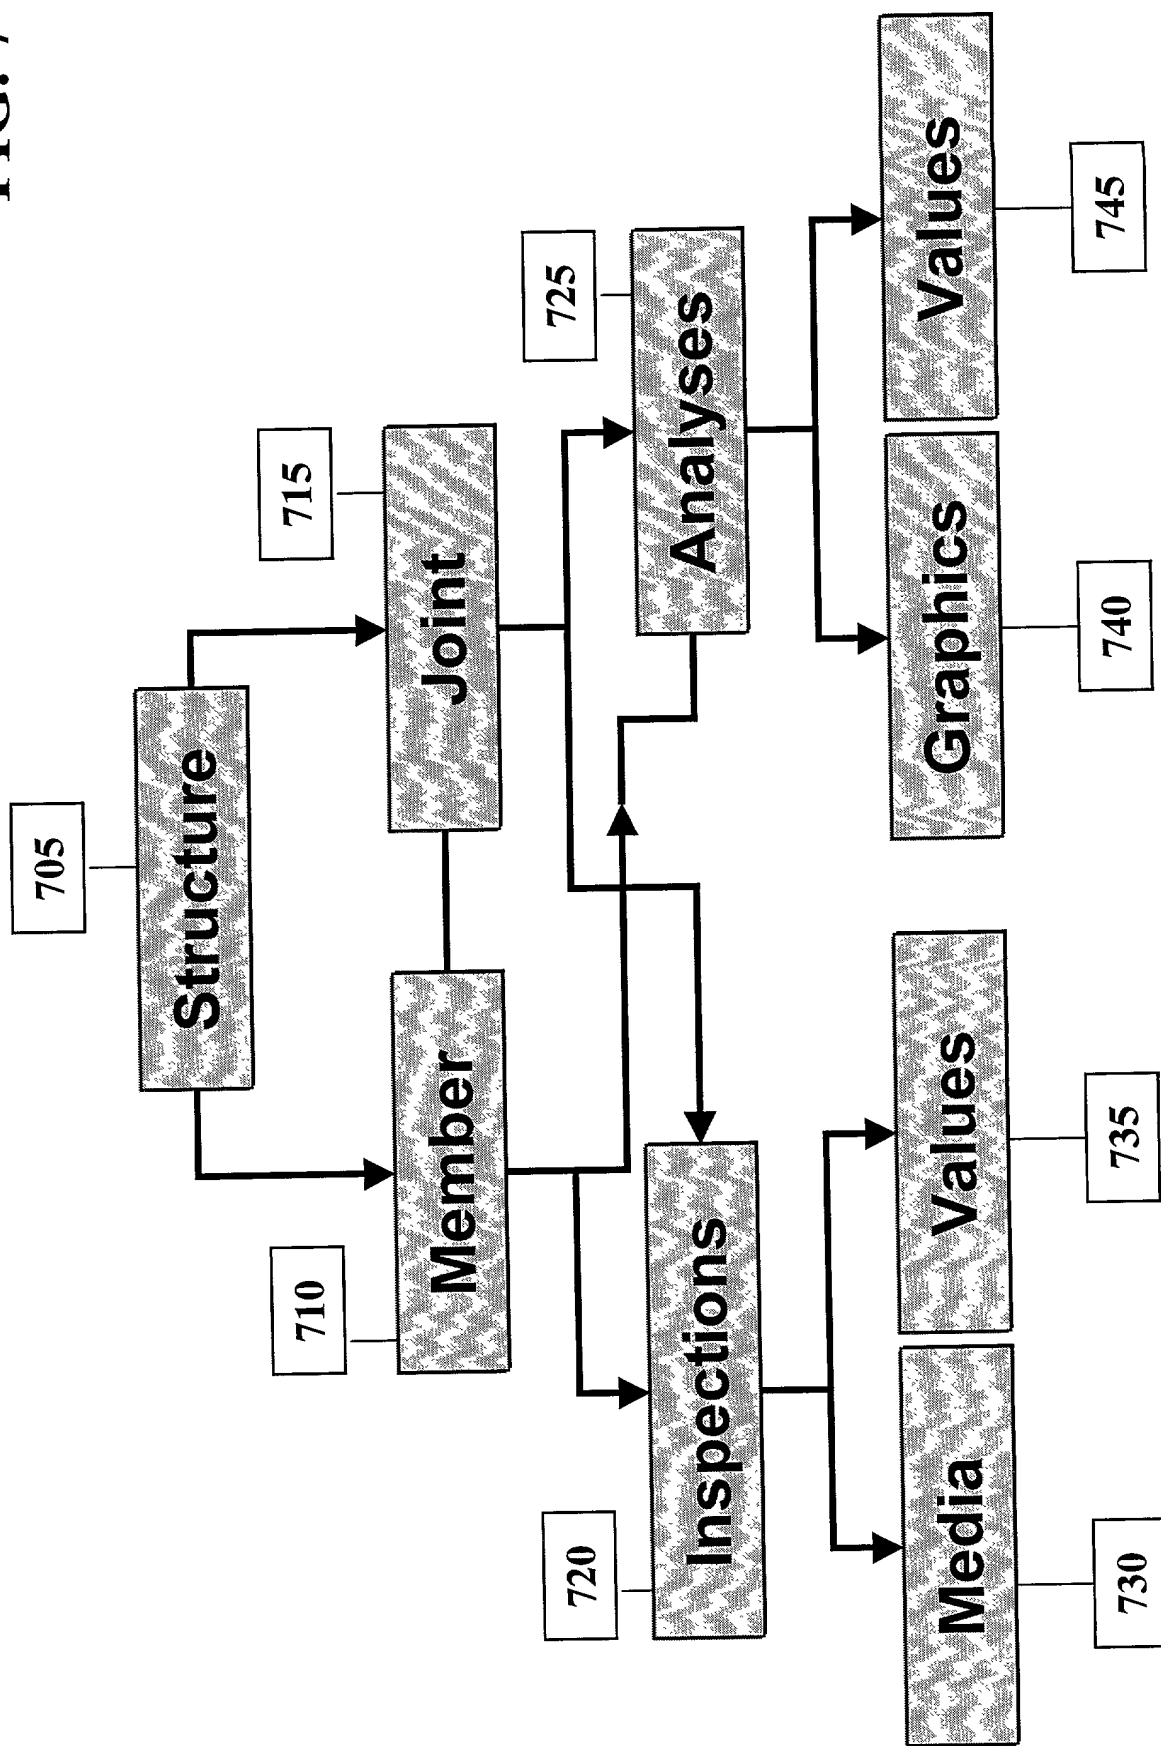 FIG. 7
705
Structure
710
715
Member
Joint
720
725
Inspections
Analyses
Media
Values
Graphics
Values
730
735
740
745